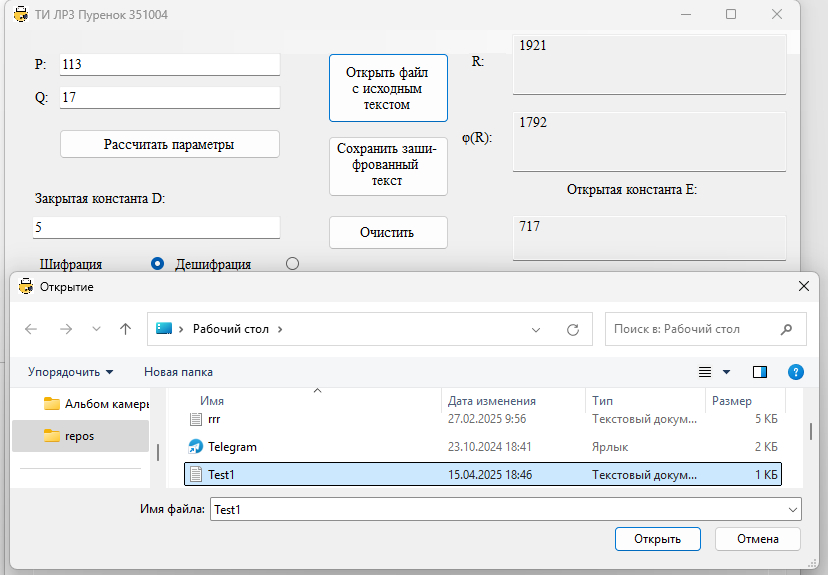 ТИ ЛР3 Пуренок 351004
P:
113
Q:
17
Рассчитать параметры
Закрытая константа D:
5
Шифрация
Дешифрация
Открыть файл
с исходным
текстом
Сохранить заши-
фрованный
текст
Очистить
R:
1921
φ(R):
1792
Открытая константа E:
717
Открытие
Рабочий стол
Поиск в: Рабочий стол
Упорядочить
Новая папка
Альбом камеры
repos
Имя Дата изменения Тип Размер
rrr 27.02.2025 9:56 Текстовый докум... 5 КБ
Telegram 23.10.2024 18:41 Ярлык 2 КБ
Test1 15.04.2025 18:46 Текстовый докум... 1 КБ
Имя файла: Test1
Открыть
Отмена